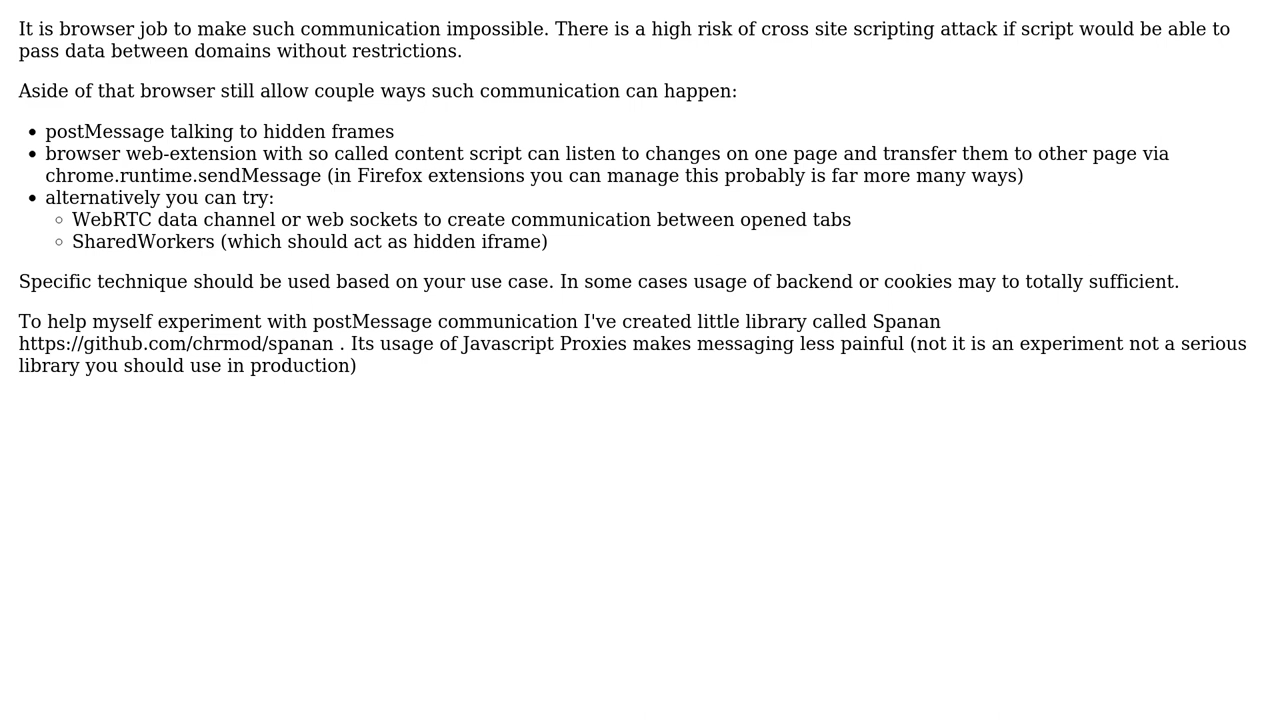 It is browser job to make such communication impossible. There is a high risk of cross site scripting attack if script would be able to
pass data between domains without restrictions.
Aside of that browser still allow couple ways such communication can happen:
• postMessage talking to hidden frames
• browser web-extension with so called content script can listen to changes on one page and transfer them to other page via
chrome.runtime.sendMessage (in Firefox extensions you can manage this probably is far more many ways)
• alternatively you can try:
◦ WebRTC data channel or web sockets to create communication between opened tabs
◦ SharedWorkers (which should act as hidden iframe)
Specific technique should be used based on your use case. In some cases usage of backend or cookies may to totally sufficient.
To help myself experiment with postMessage communication I've created little library called Spanan
https://github.com/chrmod/spanan . Its usage of Javascript Proxies makes messaging less painful (not it is an experiment not a serious
library you should use in production)